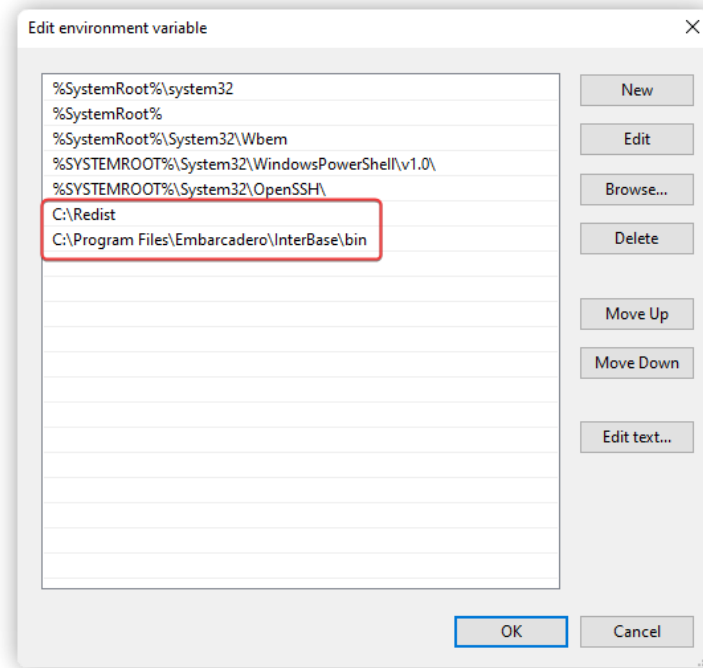 Edit environment variable
%SystemRoot%\system32
%SystemRoot%
%SystemRoot%\System32\Wbem
%SYSTEMROOT%\System32\WindowsPowerShell\v1.0\
%SYSTEMROOT%\System32\OpenSSH\
C:\Redist
C:\Program Files\Embarcadero\InterBase\bin
New
Edit
Browse...
Delete
Move Up
Move Down
Edit text...
OK
Cancel